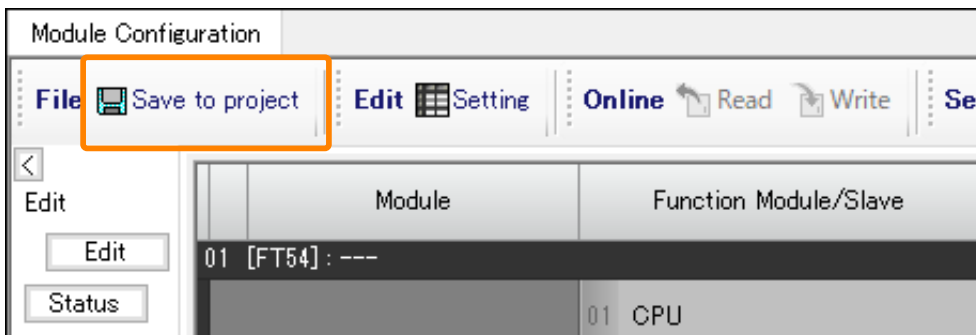 Module Configuration
File Save to project Edit Setting Online Read Write Se
<
Edit Module Function Module/Slave
Edit 01 [FT54] : ---
Status 01 CPU